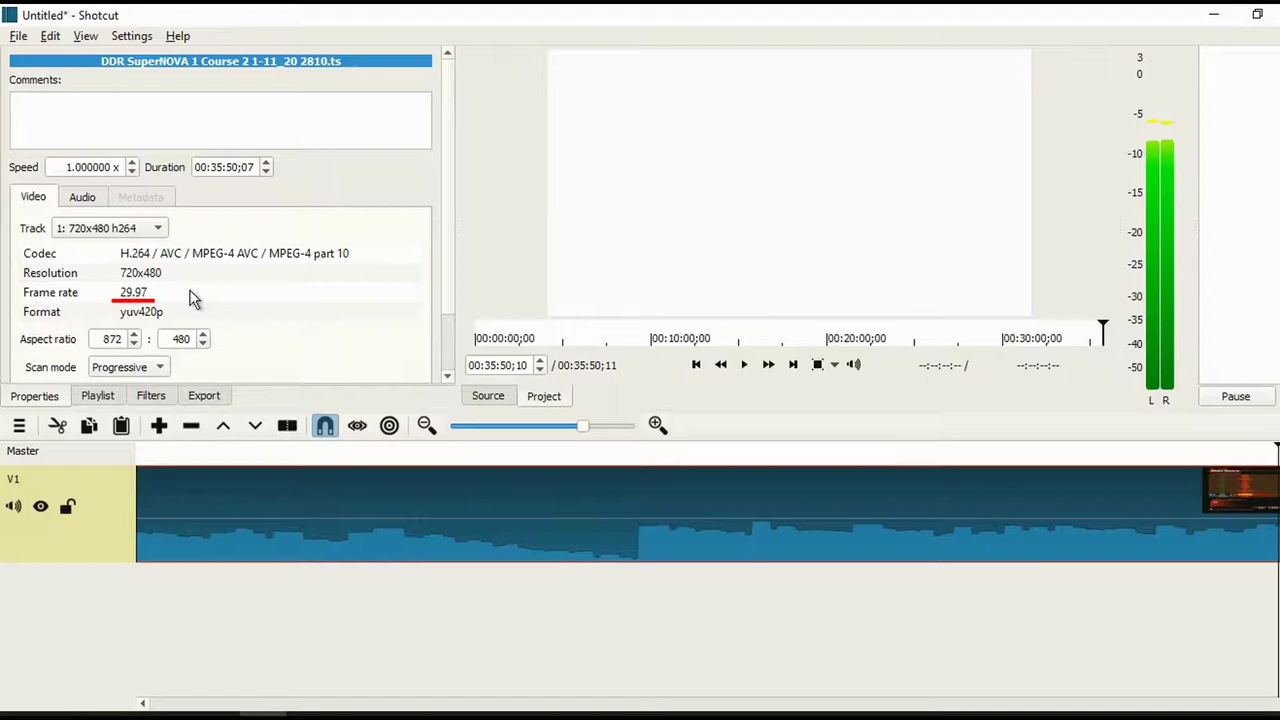 Untitled* - Shotcut
File Edit View Settings Help
DDR SuperNOVA 1 Course 2 1-11_20 2810.ts
Comments:
Speed 1.000000 x Duration 00:35:50;07
Video Audio Metadata
Track 1: 720x480 h264
Codec H.264 / AVC / MPEG-4 AVC / MPEG-4 part 10
Resolution 720x480
Frame rate 29.97
Format yuv420p
Aspect ratio 872 : 480
Scan mode Progressive
Properties Playlist Filters Export
00:00:00;00 00:10:00;00 00:20:00;00 00:30:00;00
00:35:50;10 / 00:35:50;11 --:--:--:-- / --:--:--:--
Source Project
3
0
-5
-10
-15
-20
-25
-30
-35
-40
-50
L R
Pause
Master
V1